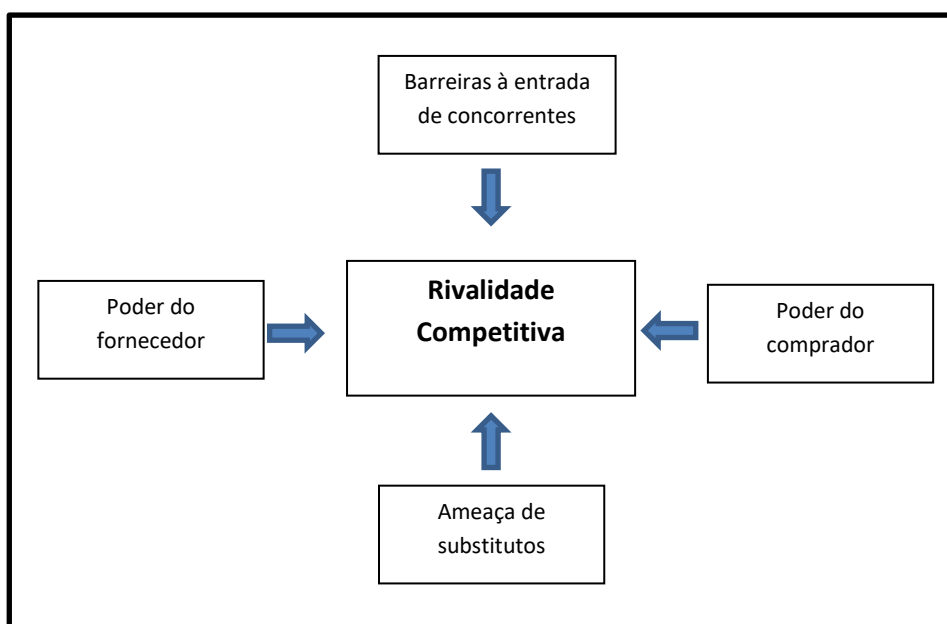 Barreiras à entrada
de concorrentes
Poder do
fornecedor
Rivalidade
Competitiva
Poder do
comprador
Ameaça de
substitutos